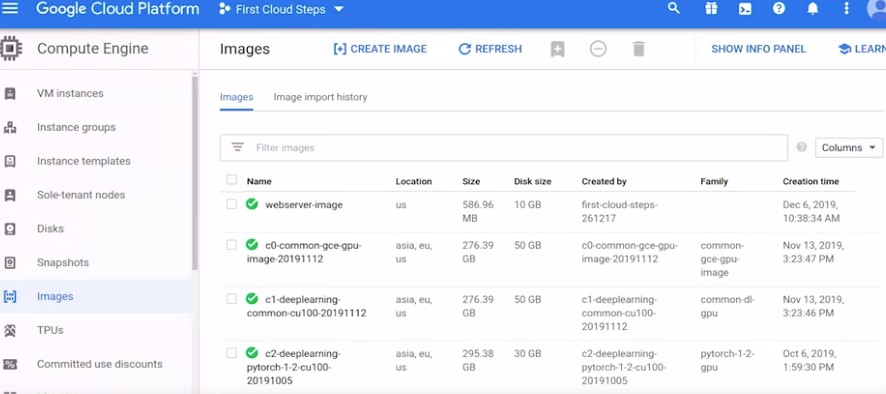 Google Cloud Platform First Cloud Steps
Compute Engine Images CREATE IMAGE REFRESH SHOW INFO PANEL LEARN
VM instances
Instance groups
Instance templates
Sole-tenant nodes
Disks
Snapshots
Images
TPUs
Committed use discounts
Images Image import history
Filter images Columns
Name Location Size Disk size Created by Family Creation time
webserver-image us 586.96 10 GB first-cloud-steps- Dec 6, 2019,
MB 261217 10:38:34 AM
c0-common-gce-gpu- asia, eu, 276.39 50 GB c0-common-gce-gpu- common- Nov 13, 2019,
image-20191112 us GB image-20191112 gce-gpu- 3:23:47 PM
image
c1-deeplearning- asia, eu, 276.39 50 GB c1-deeplearning- common-dl- Nov 13, 2019,
common-cu100-20191112 us GB common-cu100- gpu 3:23:46 PM
20191112
c2-deeplearning- asia, eu, 295.38 30 GB c2-deeplearning- pytorch-1-2- Oct 6, 2019,
pytorch-1-2-cu100- us GB pytorch-1-2-cu100- gpu 1:59:30 PM
20191005 20191005